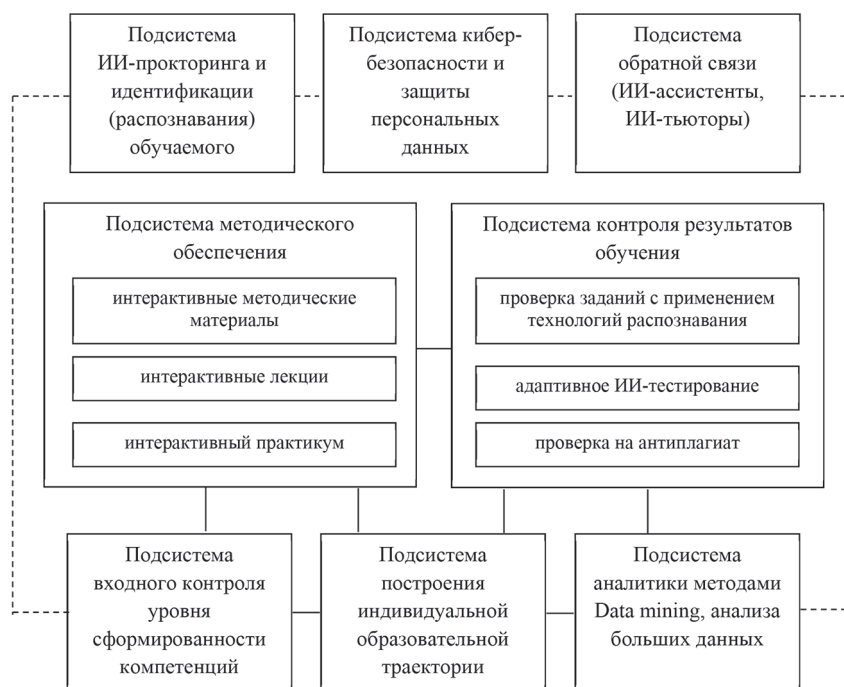 Подсистема
ИИ-прокторинга и
идентификации
(распознавания)
обучаемого
Подсистема кибер-
безопасности и
защиты
персональных
данных
Подсистема
обратной связи
(ИИ-ассистенты,
ИИ-тьюторы)
Подсистема методического
обеспечения
интерактивные методические
материалы
интерактивные лекции
интерактивный практикум
Подсистема контроля результатов
обучения
проверка заданий с применением
технологий распознавания
адаптивное ИИ-тестирование
проверка на антиплагиат
Подсистема
входного контроля
уровня
сформированности
компетенций
Подсистема
построения
индивидуальной
образовательной
траектории
Подсистема
аналитики методами
Data mining, анализа
больших данных